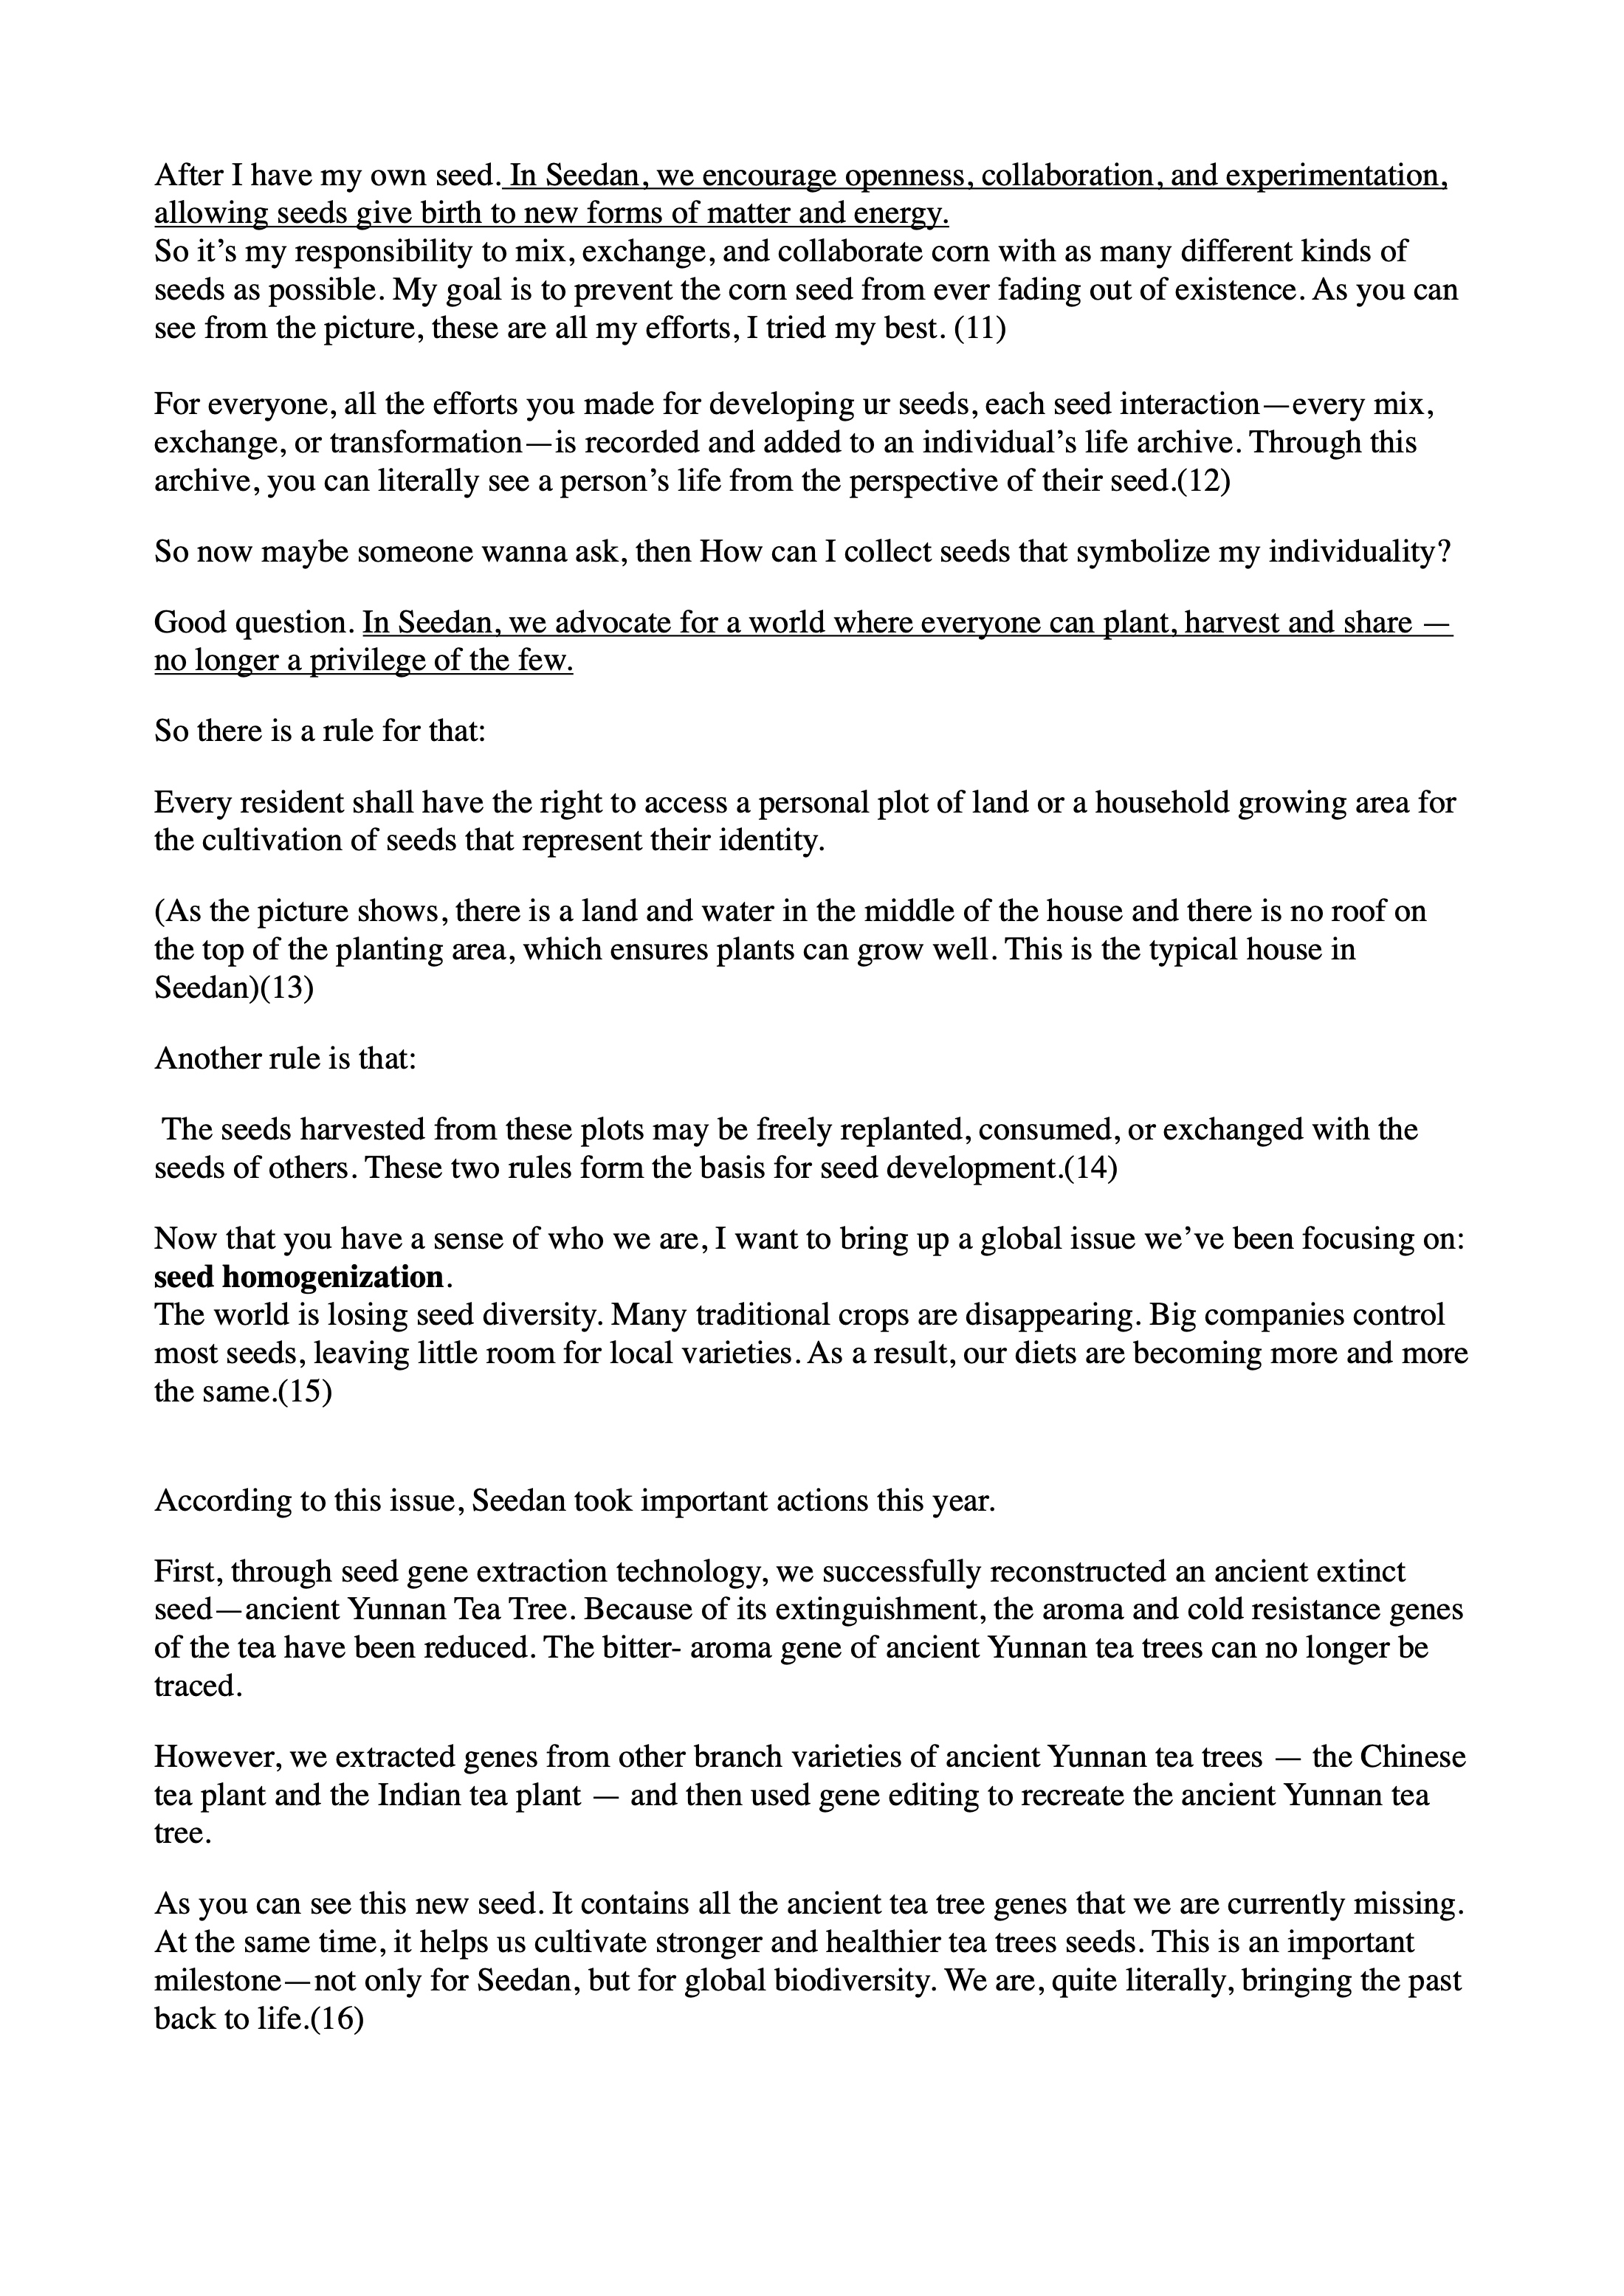 After I have my own seed. In Seedan, we encourage openness, collaboration, and experimentation,
allowing seeds give birth to new forms of matter and energy.
So it’s my responsibility to mix, exchange, and collaborate corn with as many different kinds of
seeds as possible. My goal is to prevent the corn seed from ever fading out of existence. As you can
see from the picture, these are all my efforts, I tried my best. (11)
For everyone, all the efforts you made for developing ur seeds, each seed interaction—every mix,
exchange, or transformation—is recorded and added to an individual’s life archive. Through this
archive, you can literally see a person’s life from the perspective of their seed.(12)
So now maybe someone wanna ask, then How can I collect seeds that symbolize my individuality?
Good question. In Seedan, we advocate for a world where everyone can plant, harvest and share —
no longer a privilege of the few.
So there is a rule for that:
Every resident shall have the right to access a personal plot of land or a household growing area for
the cultivation of seeds that represent their identity.
(As the picture shows, there is a land and water in the middle of the house and there is no roof on
the top of the planting area, which ensures plants can grow well. This is the typical house in
Seedan)(13)
Another rule is that:
The seeds harvested from these plots may be freely replanted, consumed, or exchanged with the
seeds of others. These two rules form the basis for seed development.(14)
Now that you have a sense of who we are, I want to bring up a global issue we’ve been focusing on:
seed homogenization.
The world is losing seed diversity. Many traditional crops are disappearing. Big companies control
most seeds, leaving little room for local varieties. As a result, our diets are becoming more and more
the same.(15)
According to this issue, Seedan took important actions this year.
First, through seed gene extraction technology, we successfully reconstructed an ancient extinct
seed—ancient Yunnan Tea Tree. Because of its extinguishment, the aroma and cold resistance genes
of the tea have been reduced. The bitter- aroma gene of ancient Yunnan tea trees can no longer be
traced.
However, we extracted genes from other branch varieties of ancient Yunnan tea trees — the Chinese
tea plant and the Indian tea plant — and then used gene editing to recreate the ancient Yunnan tea
tree.
As you can see this new seed. It contains all the ancient tea tree genes that we are currently missing.
At the same time, it helps us cultivate stronger and healthier tea trees seeds. This is an important
milestone—not only for Seedan, but for global biodiversity. We are, quite literally, bringing the past
back to life.(16)